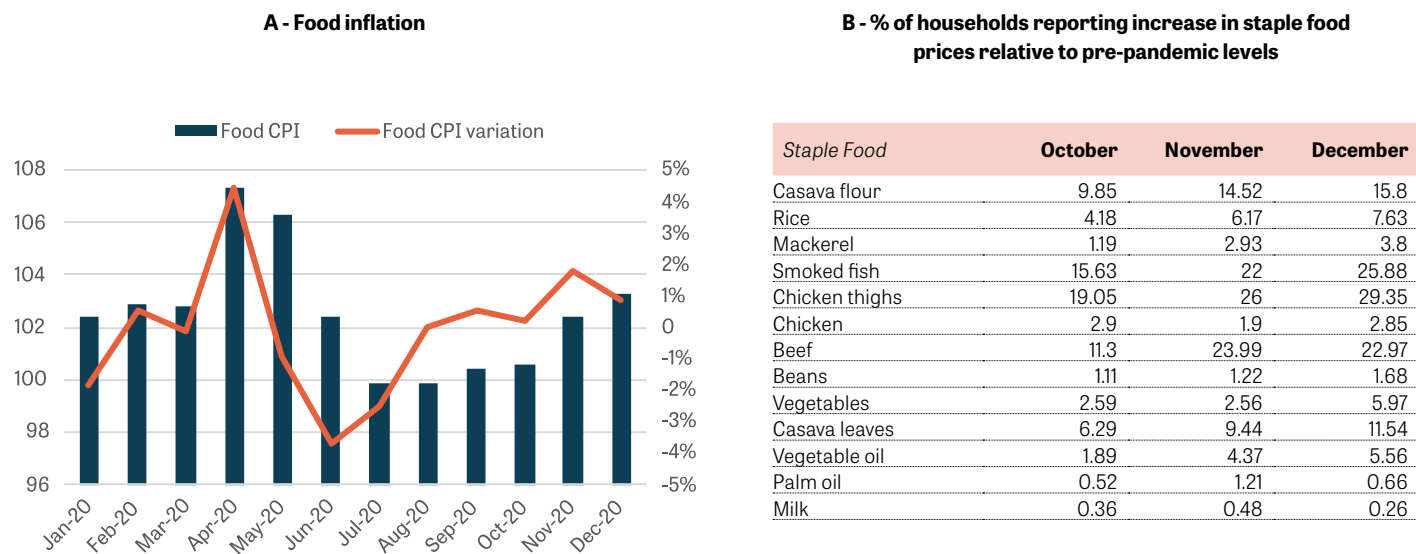 A - Food inflation
Food CPI
Food CPI variation
108
106
104
102
100
98
96
5%
4%
3%
2%
1%
0
-1%
-2%
-3%
-4%
-5%
Jan-20
Feb-20
Mar-20
Apr-20
May-20
Jun-20
Jul-20
Aug-20
Sep-20
Oct-20
Nov-20
Dec-20
B - % of households reporting increase in staple food
prices relative to pre-pandemic levels
Staple Food October November December
Casava flour 9.85 14.52 15.8
Rice 4.18 6.17 7.63
Mackerel 1.19 2.93 3.8
Smoked fish 15.63 22 25.88
Chicken thighs 19.05 26 29.35
Chicken 2.9 1.9 2.85
Beef 11.3 23.99 22.97
Beans 1.11 1.22 1.68
Vegetables 2.59 2.56 5.97
Casava leaves 6.29 9.44 11.54
Vegetable oil 1.89 4.37 5.56
Palm oil 0.52 1.21 0.66
Milk 0.36 0.48 0.26